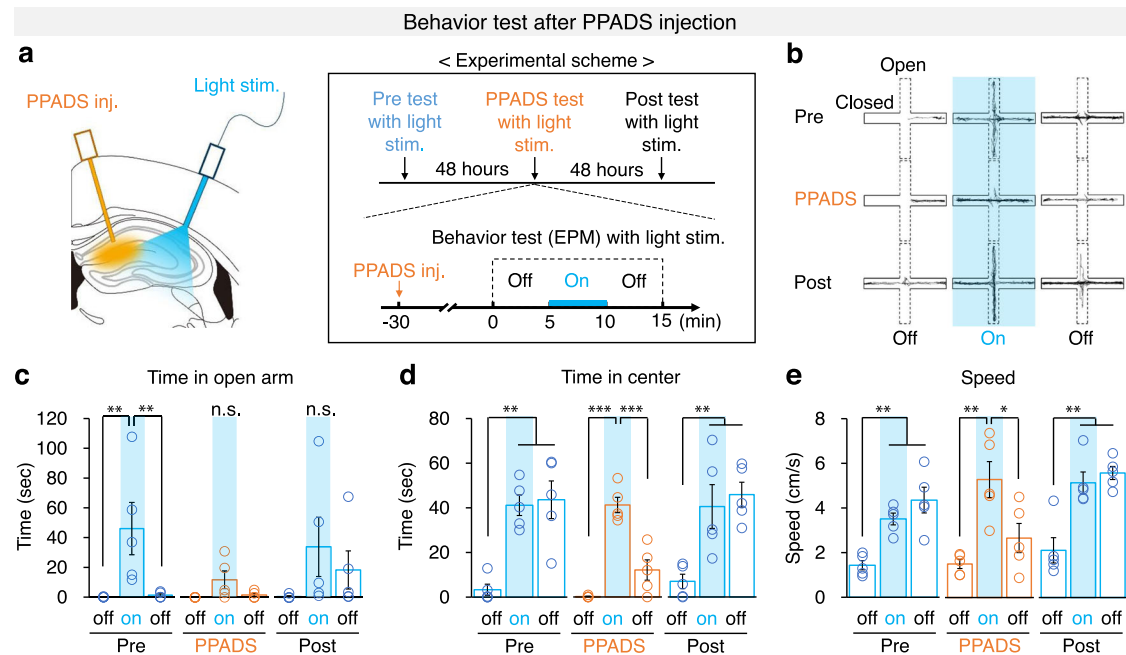 Behavior test after PPADS injection
a
PPADS inj.
Light stim.
< Experimental scheme >
Pre test
with light
stim.
PPADS test
with light
stim.
Post test
with light
stim.
48 hours
48 hours
Behavior test (EPM) with light stim.
PPADS inj.
Off
On
Off
-30
0
5
10
15
(min)
b
Open
Closed
Pre
PPADS
Post
Off
On
Off
c
Time in open arm
**
**
n.s.
n.s.
Time (sec)
120
100
80
60
40
20
0
off on off
off on off
off on off
Pre
PPADS
Post
d
Time in center
**
***
***
**
Time (sec)
80
60
40
20
0
off on off
off on off
off on off
Pre
PPADS
Post
e
Speed
**
**
*
**
Speed (cm/s)
8
6
4
2
0
off on off
off on off
off on off
Pre
PPADS
Post